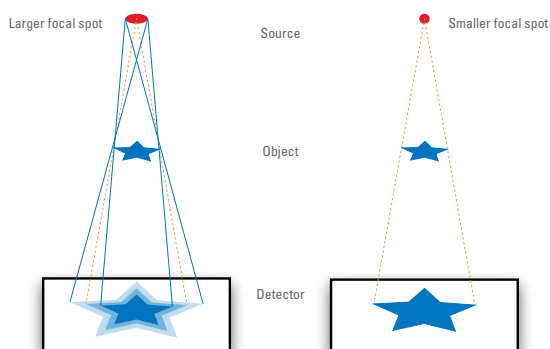 Larger focal spot
Source
Smaller focal spot
Object
Detector